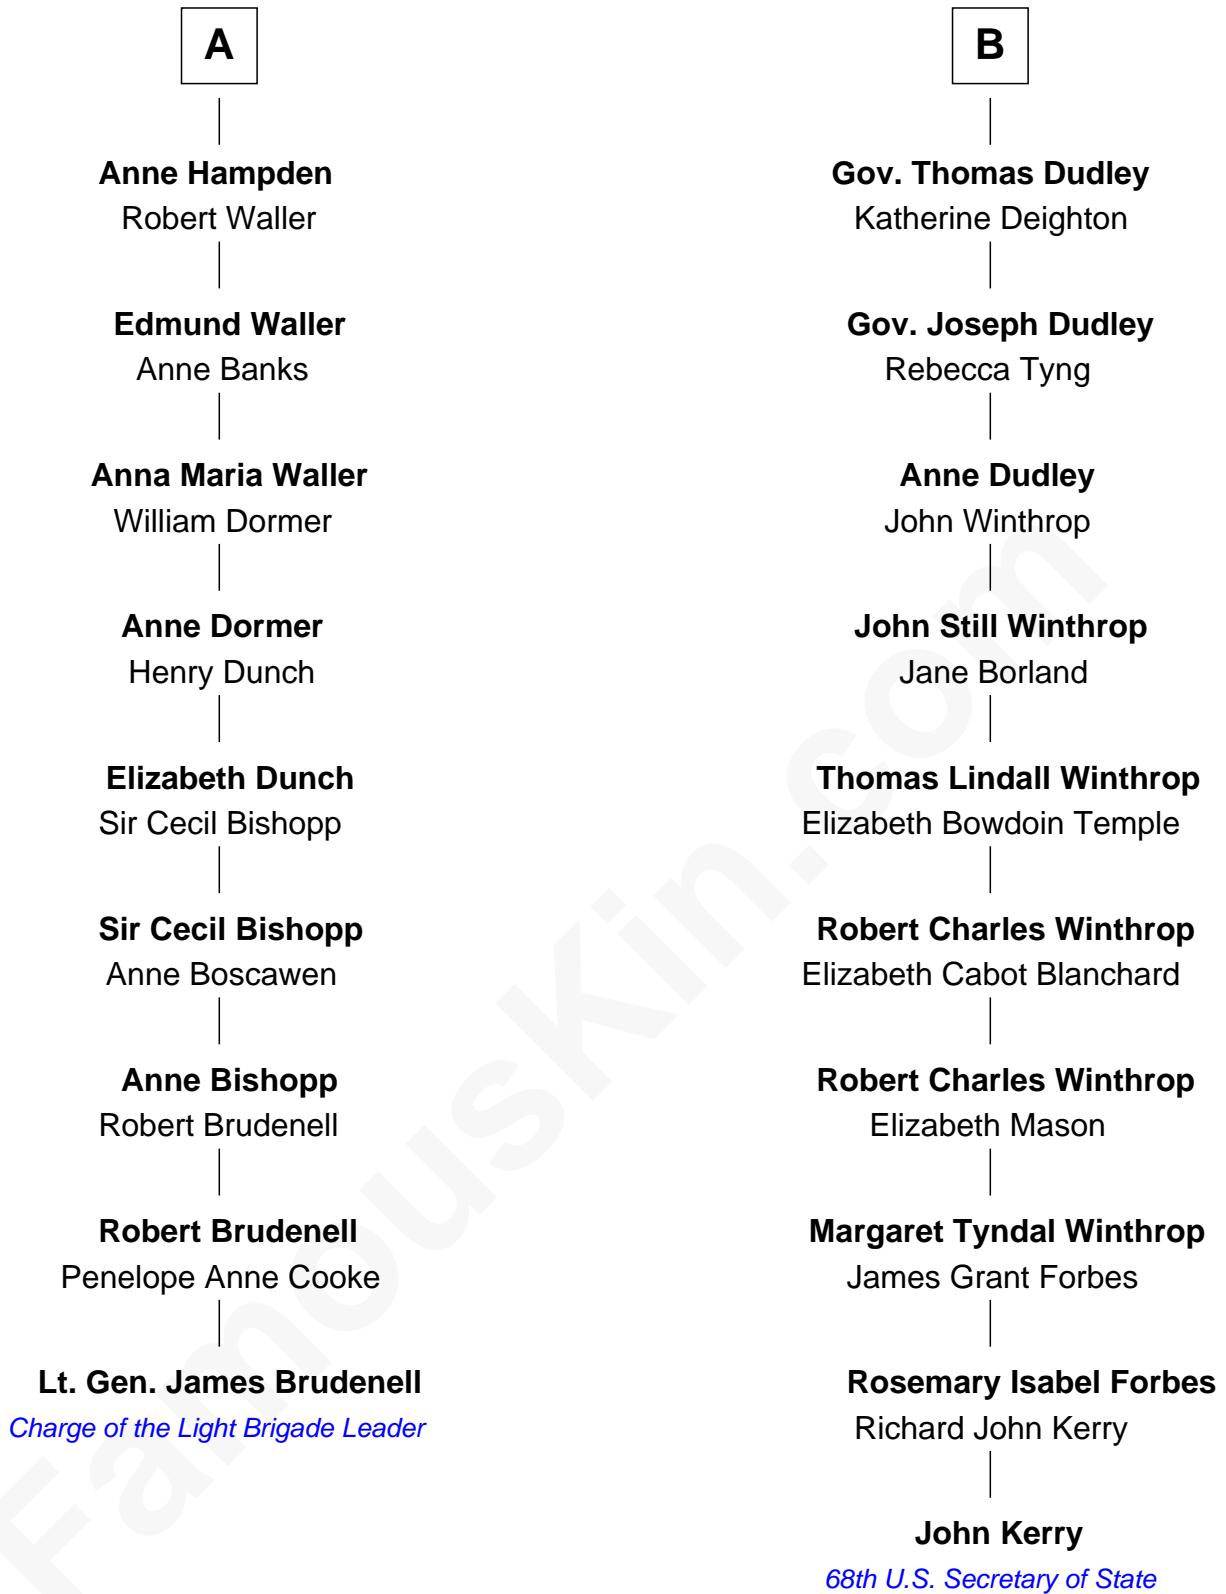 A
Anne Hampden
Robert Waller
Edmund Waller
Anne Banks
Anna Maria Waller
William Dormer
Anne Dormer
Henry Dunch
Elizabeth Dunch
Sir Cecil Bishopp
Sir Cecil Bishopp
Anne Boscawen
Anne Bishopp
Robert Brudenell
Robert Brudenell
Penelope Anne Cooke
Lt. Gen. James Brudenell
Charge of the Light Brigade Leader
B
Gov. Thomas Dudley
Katherine Deighton
Gov. Joseph Dudley
Rebecca Tyng
Anne Dudley
John Winthrop
John Still Winthrop
Jane Borland
Thomas Lindall Winthrop
Elizabeth Bowdoin Temple
Robert Charles Winthrop
Elizabeth Cabot Blanchard
Robert Charles Winthrop
Elizabeth Mason
Margaret Tyndal Winthrop
James Grant Forbes
Rosemary Isabel Forbes
Richard John Kerry
John Kerry
68th U.S. Secretary of State
FamousKin.com